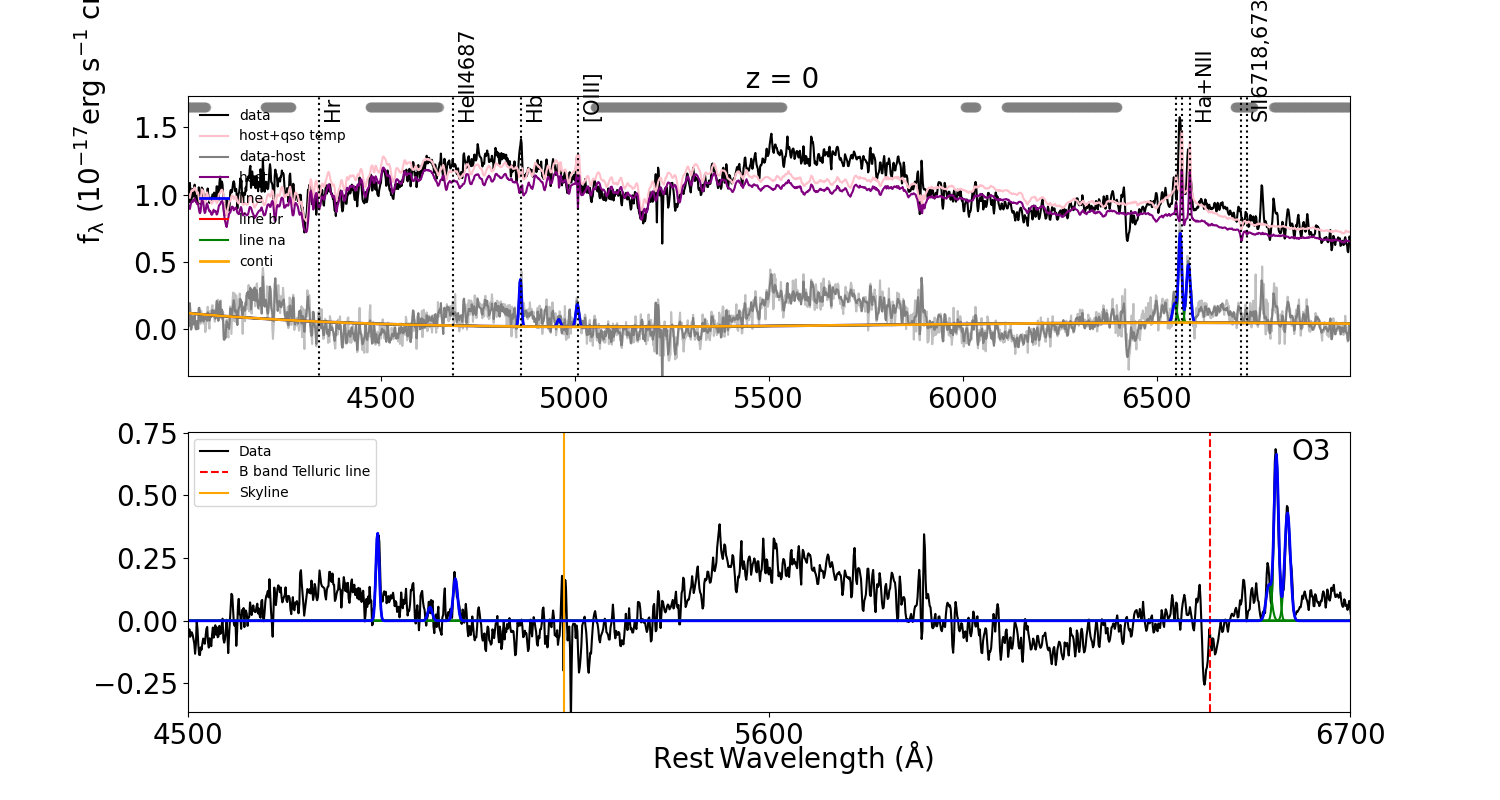 z = 0
Hr
HeII4687
Hb
[OIII]
Ha+NII
SII6718,673
data
host+qso temp
data-host
line
line br
line na
conti
1.5
1.0
0.5
0.0
fλ (10−17erg s−1 c
4500
5000
5500
6000
6500
Data
B band Telluric line
Skyline
O3
0.75
0.50
0.25
0.00
−0.25
4500
5600
6700
Rest Wavelength (Å)